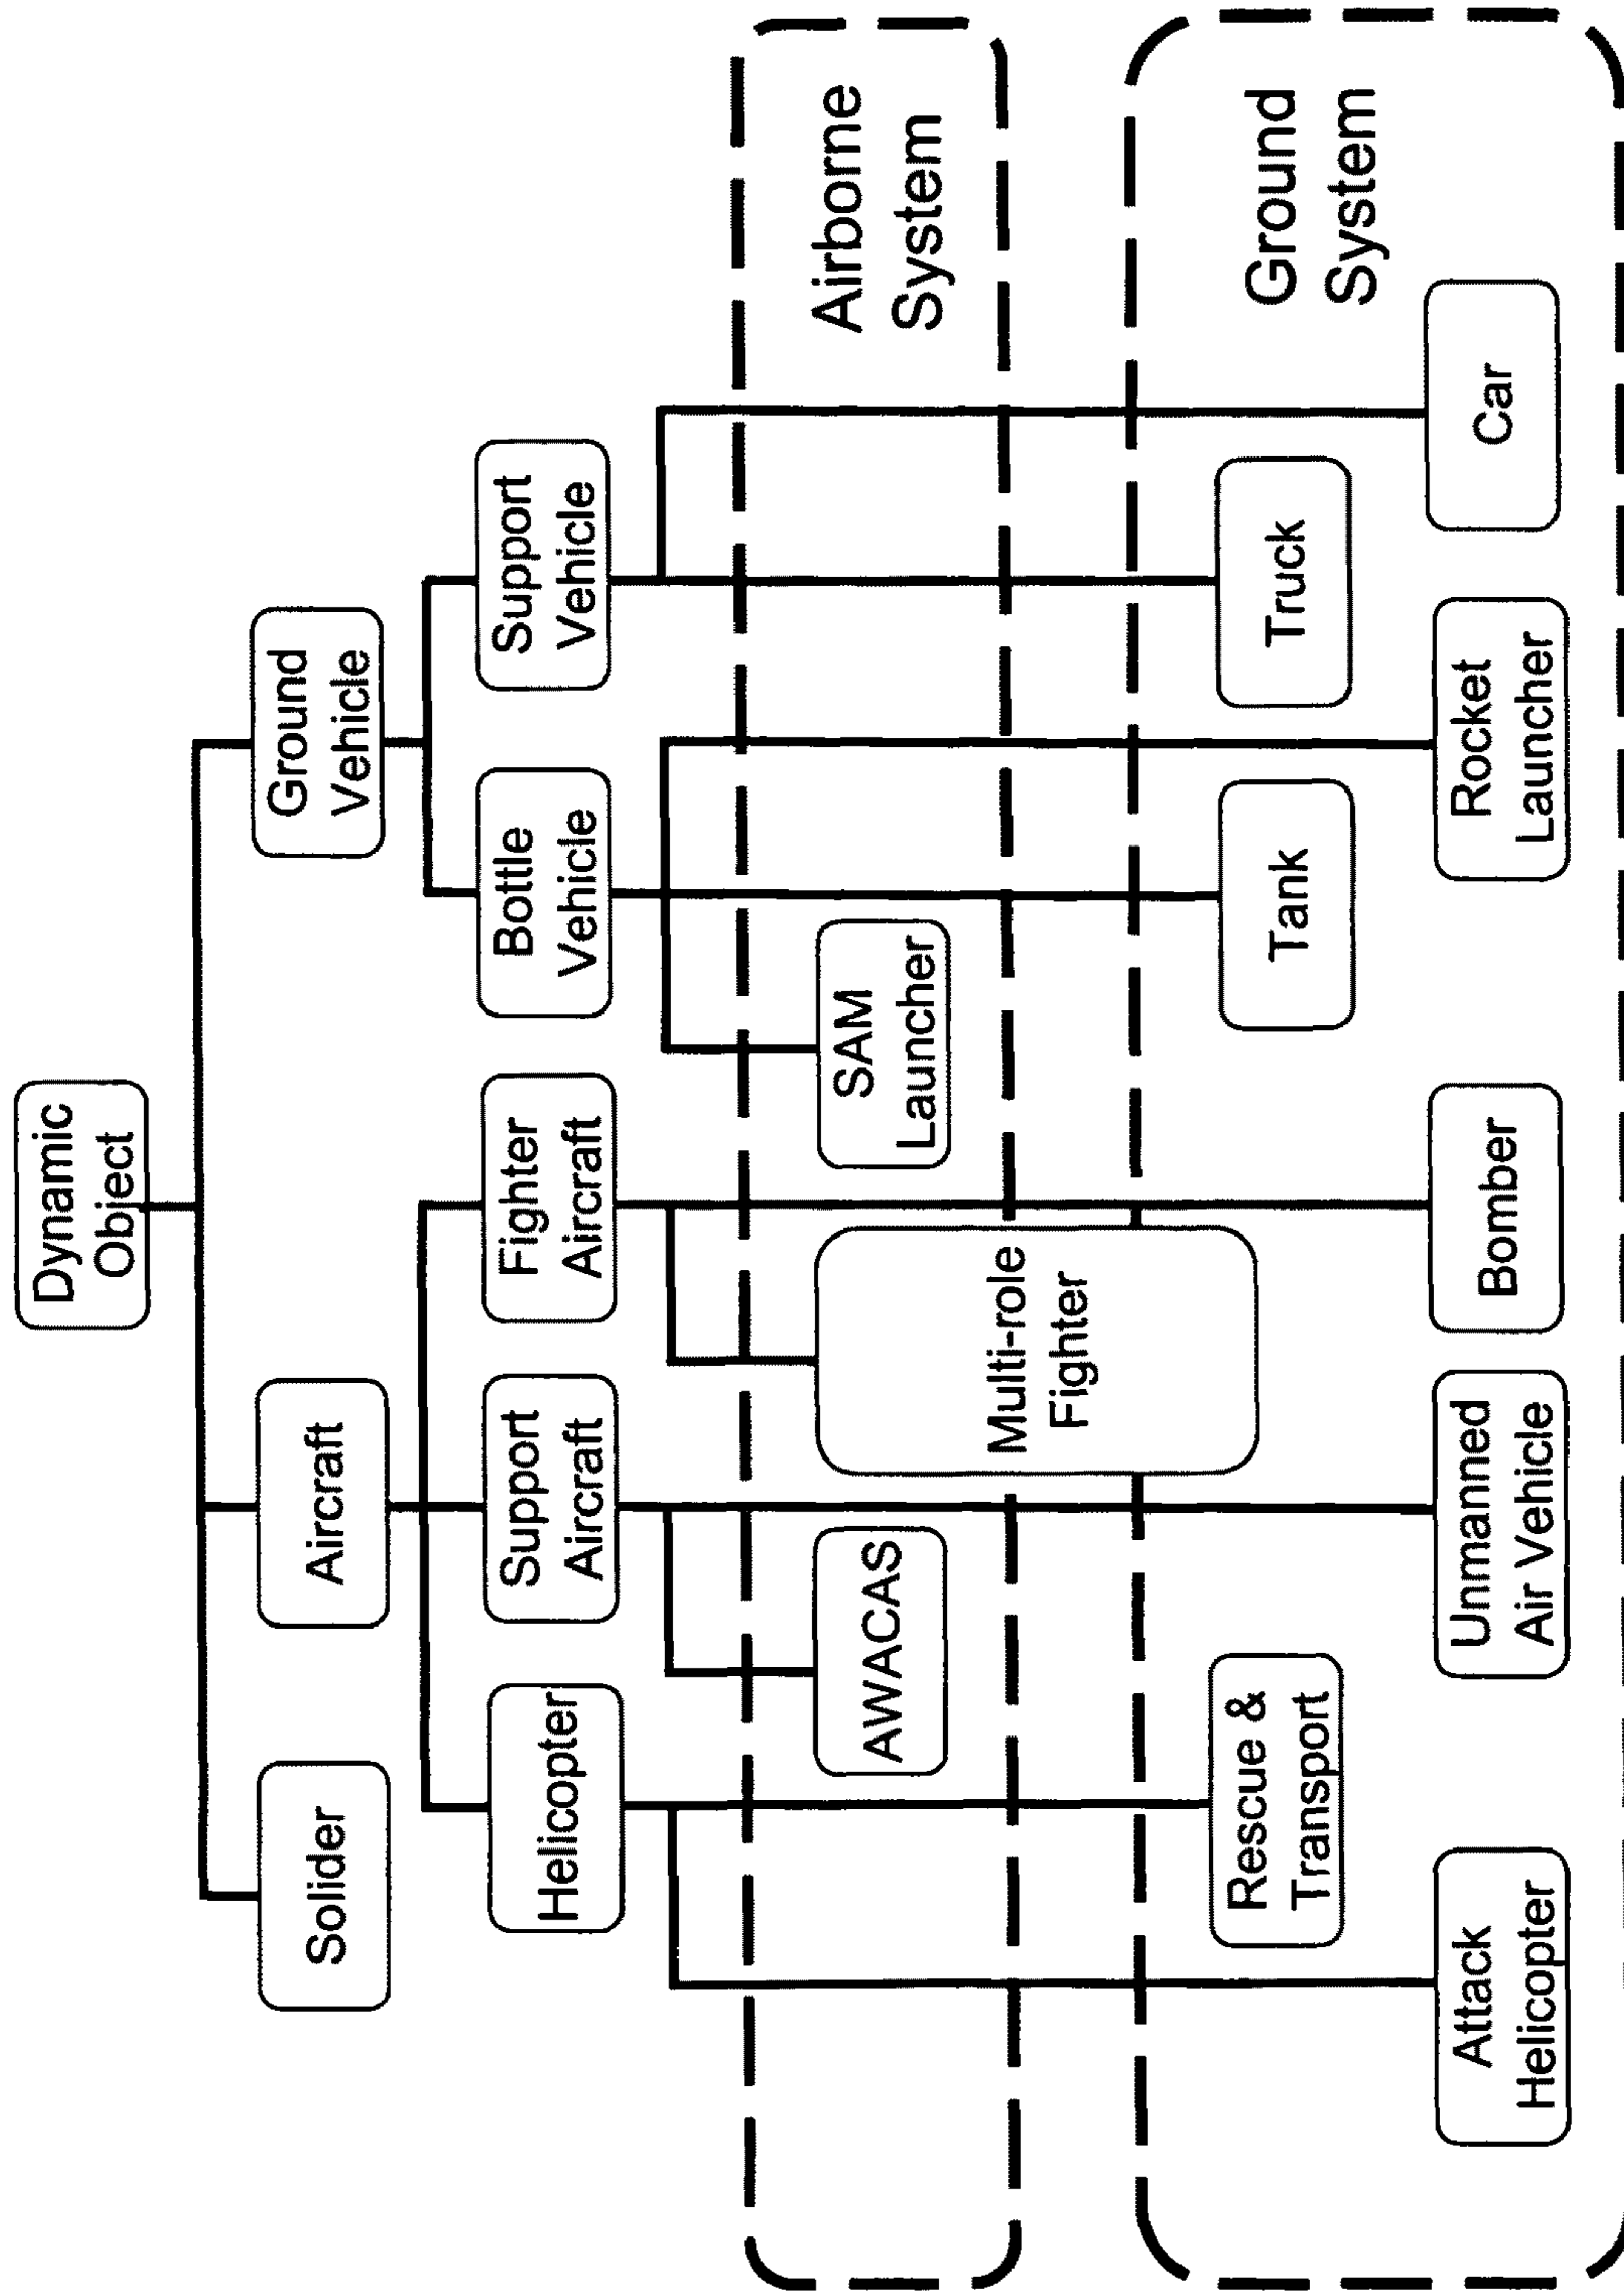 Dynamic
Object
Solider
Aircraft
Ground
Vehicle
Helicopter
Support
Aircraft
Fighter
Aircraft
Bottle
Vehicle
Support
Vehicle
AWACAS
SAM
Launcher
Airborne
System
Multi-role
Fighter
Rescue &
Transport
Tank
Truck
Ground
System
Attack
Helicopter
Unmanned
Air Vehicle
Bomber
Rocket
Launcher
Car